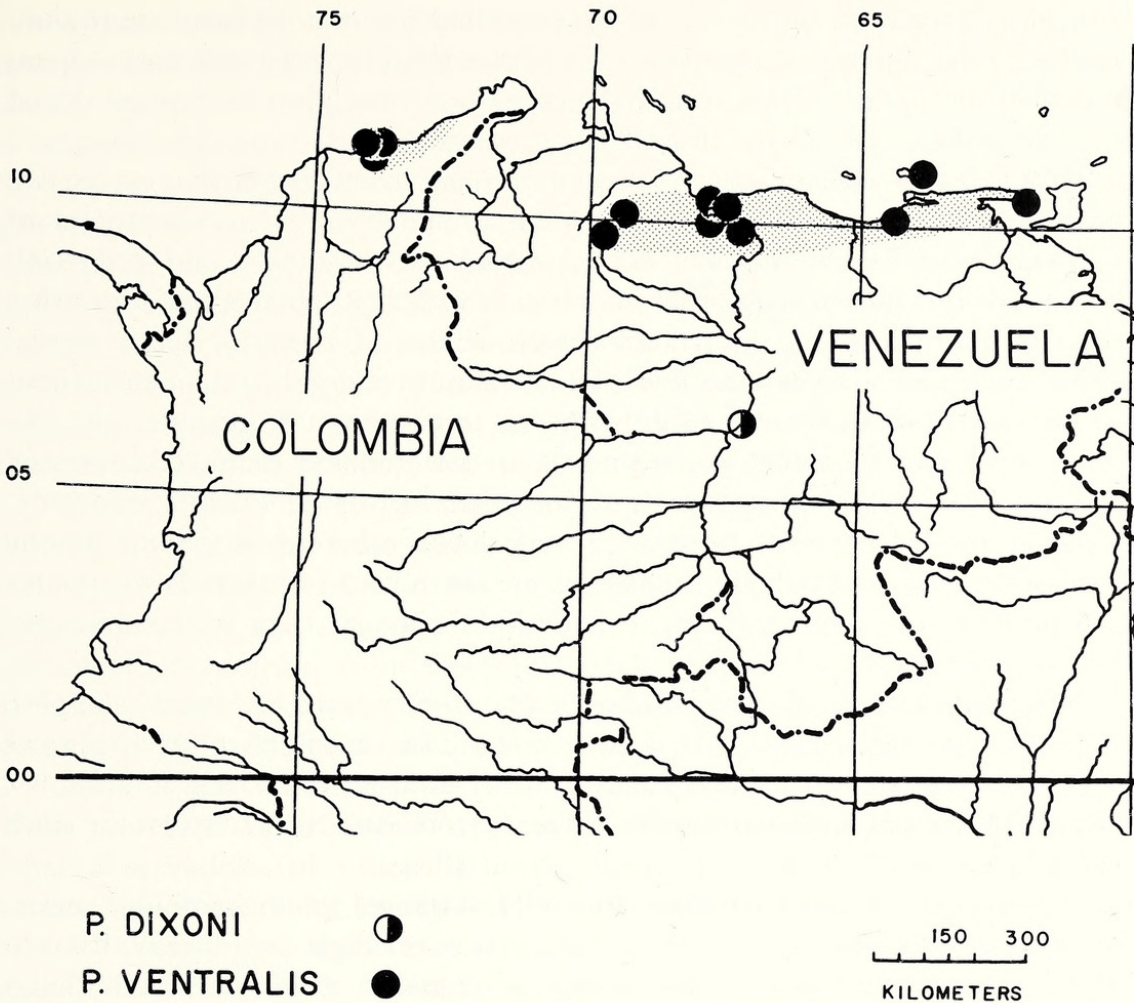 75 70 65
10
VENEZUELA
COLOMBIA
05
00
P. DIXONI
P. VENTRALIS
150 300
KILOMETERS